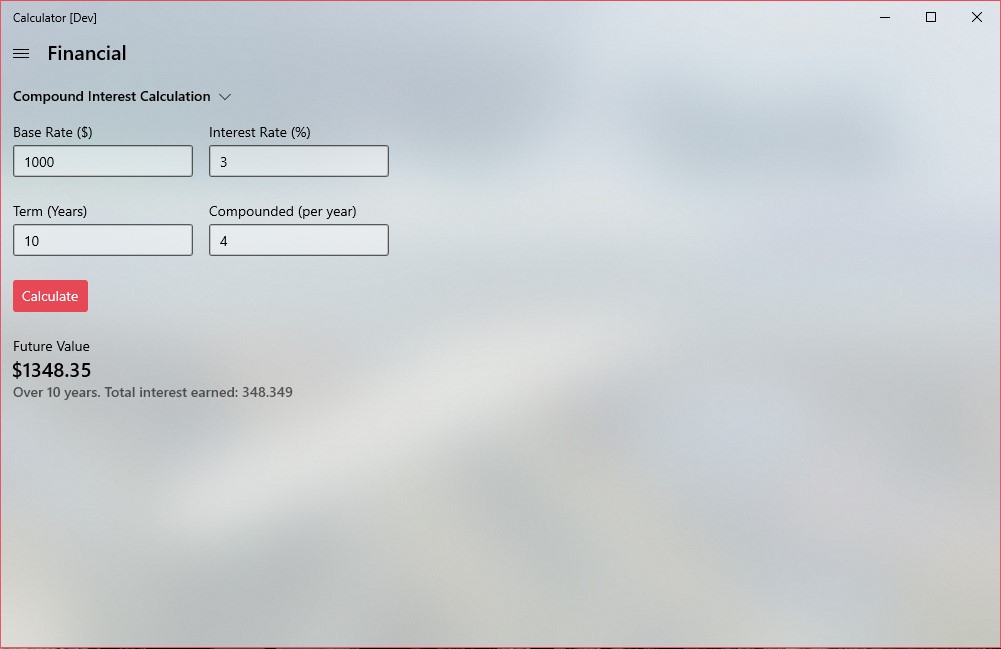 Calculator [Dev]
Financial
Compound Interest Calculation
Base Rate ($) Interest Rate (%)
1000 3
Term (Years) Compounded (per year)
10 4
Calculate
Future Value
$1348.35
Over 10 years. Total interest earned: 348.349